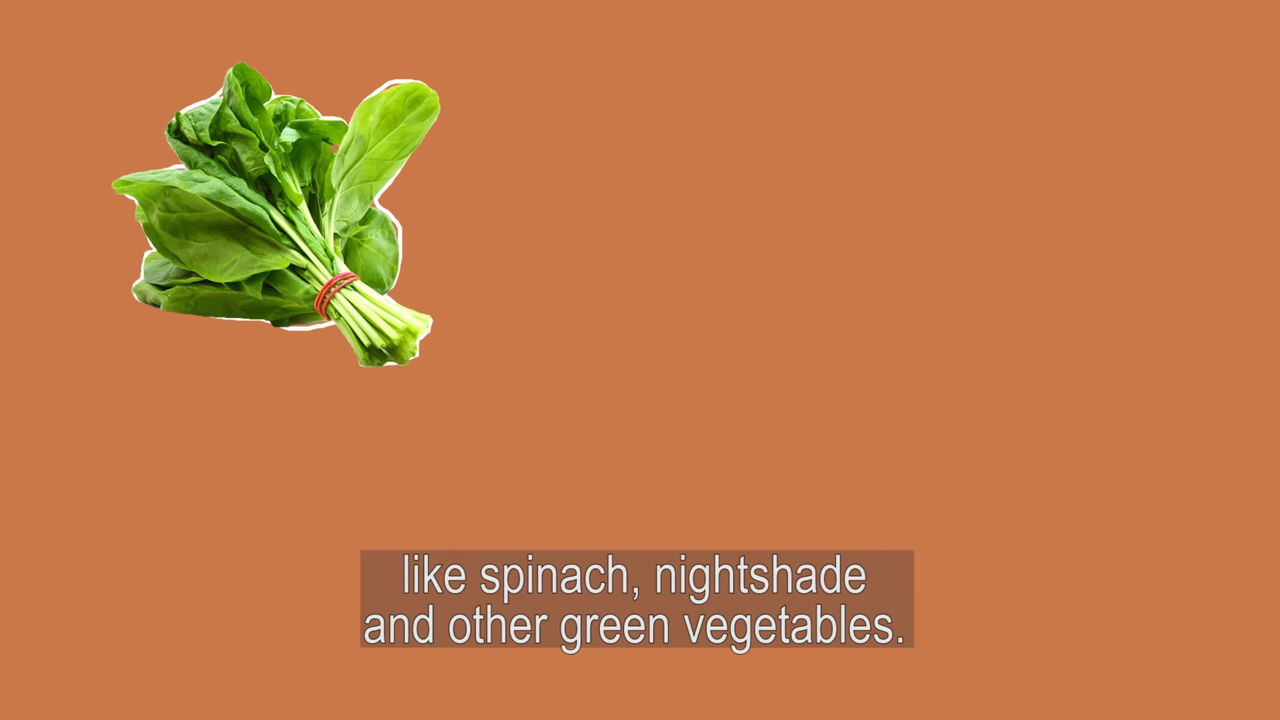 like spinach, nightshade
and other green vegetables.